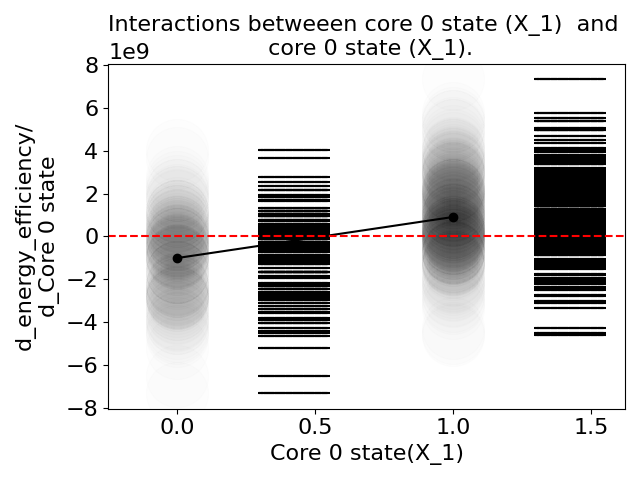 Interactions betweeen core 0 state (X_1)  and
core 0 state (X_1).
1e9
8
6
4
2
0
−2
−4
−6
−8
d_energy_efficiency/
d_Core 0 state
0.0
0.5
1.0
1.5
Core 0 state(X_1)